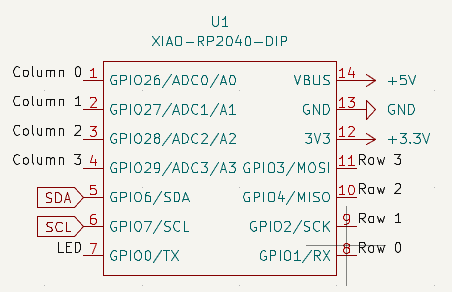 U1
XIAO-RP2040-DIP
Column 0 1 GPIO26/ADC0/A0 VBUS 14 +5V
Column 1 2 GPIO27/ADC1/A1 GND 13 GND
Column 2 3 GPIO28/ADC2/A2 3V3 12 +3.3V
Column 3 4 GPIO29/ADC3/A3 GPIO3/MOSI 11 Row 3
SDA 5 GPIO6/SDA GPIO4/MISO 10 Row 2
SCL 6 GPIO7/SCL GPIO2/SCK 9 Row 1
LED 7 GPIO0/TX GPIO1/RX 8 Row 0